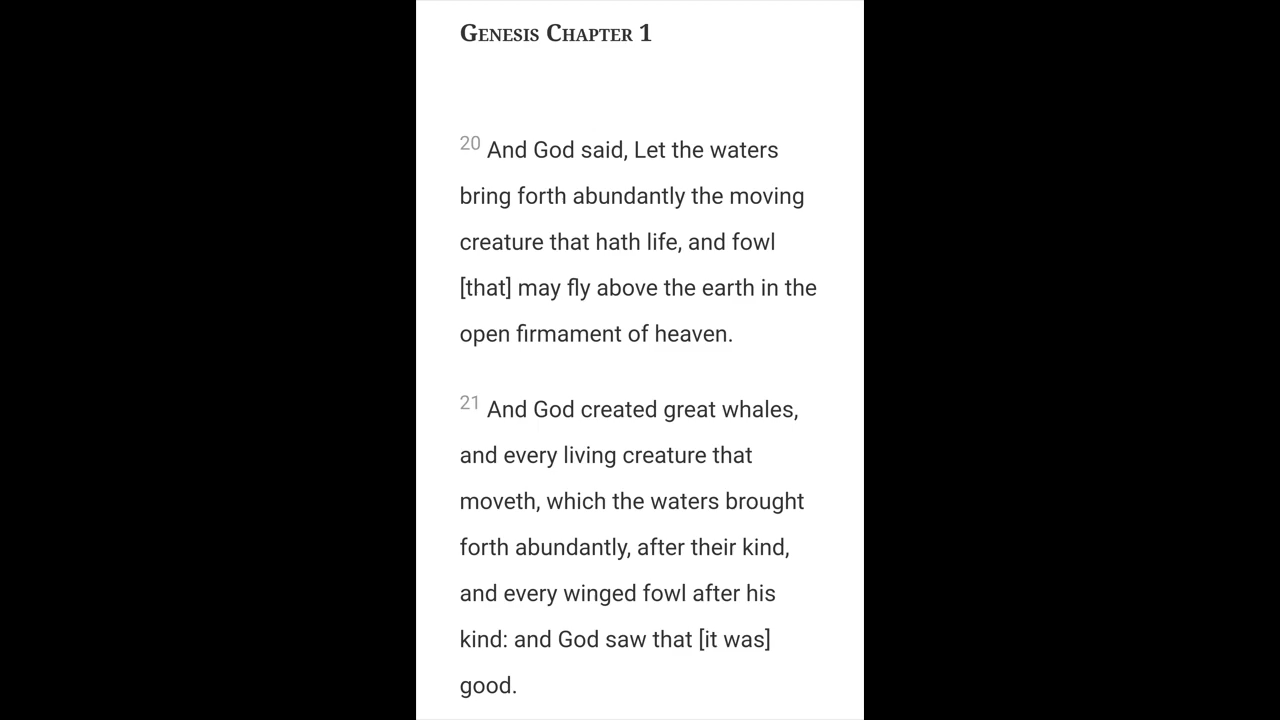 Genesis Chapter 1
20 And God said, Let the waters
bring forth abundantly the moving
creature that hath life, and fowl
[that] may fly above the earth in the
open firmament of heaven.
21 And God created great whales,
and every living creature that
moveth, which the waters brought
forth abundantly, after their kind,
and every winged fowl after his
kind: and God saw that [it was]
good.